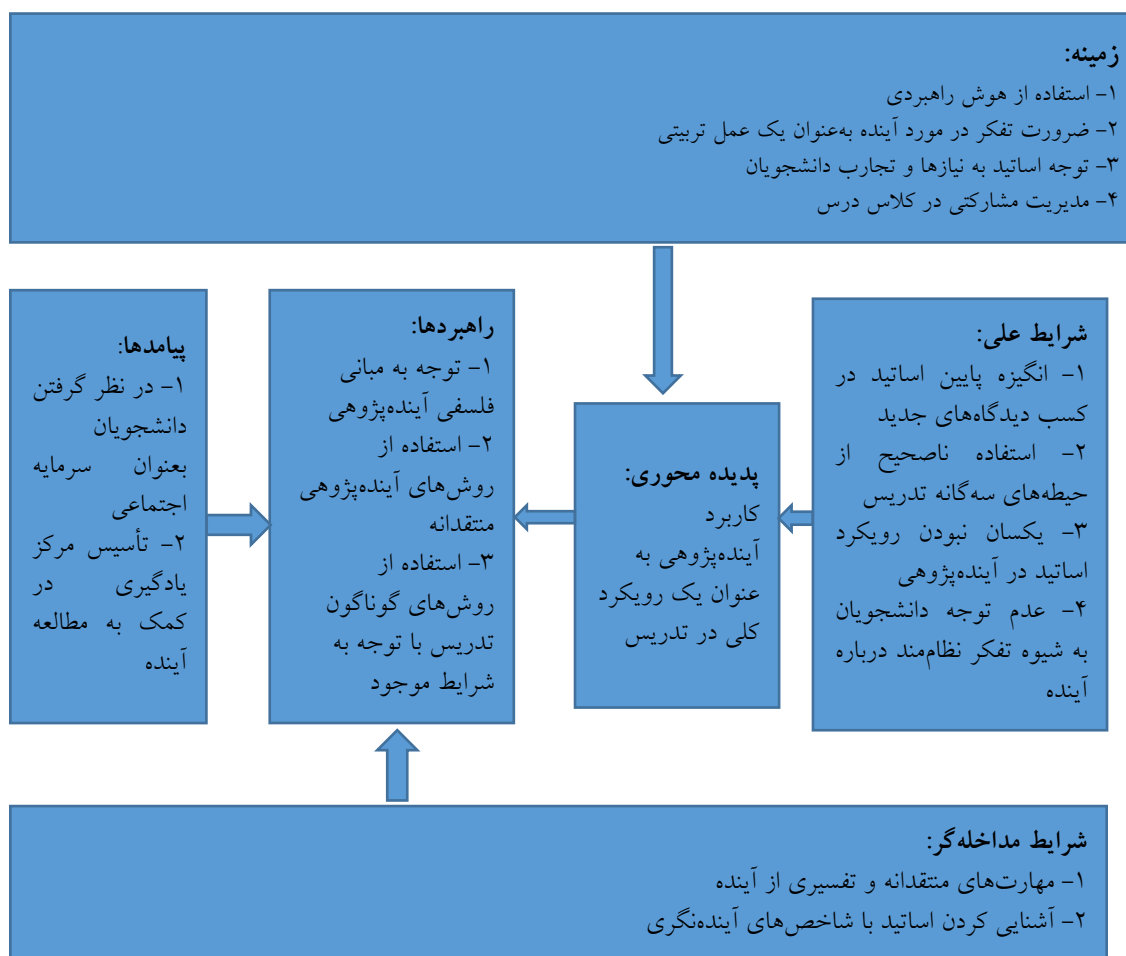 زمینه:
۱- استفاده از هوش راهبردی
۲- ضرورت تفکر در مورد آینده به‌عنوان یک عمل تربیتی
۳- توجه اساتید به نیازها و تجارب دانشجویان
۴- مدیریت مشارکتی در کلاس درس
شرایط علی:
۱- انگیزه پایین اساتید در
کسب دیدگاه‌های جدید
۲- استفاده ناصحیح از
حیطه‌های سه‌گانه تدریس
۳- یکسان نبودن رویکرد
اساتید در آینده‌پژوهی
۴- عدم توجه دانشجویان
به شیوه تفکر نظام‌مند درباره
آینده
پدیده محوری:
کاربرد
آینده‌پژوهی به
عنوان یک رویکرد
کلی در تدریس
راهبردها:
۱- توجه به مبانی
فلسفی آینده‌پژوهی
۲- استفاده از
روش‌های آینده‌پژوهی
منتقدانه
۳- استفاده از
روش‌های گوناگون
تدریس با توجه به
شرایط موجود
پیامدها:
۱- در نظر گرفتن
دانشجویان
بعنوان سرمایه
اجتماعی
۲- تأسیس مرکز
یادگیری در
کمک به مطالعه
آینده
شرایط مداخله‌گر:
۱- مهارت‌های منتقدانه و تفسیری از آینده
۲- آشنایی کردن اساتید با شاخص‌های آینده‌نگری